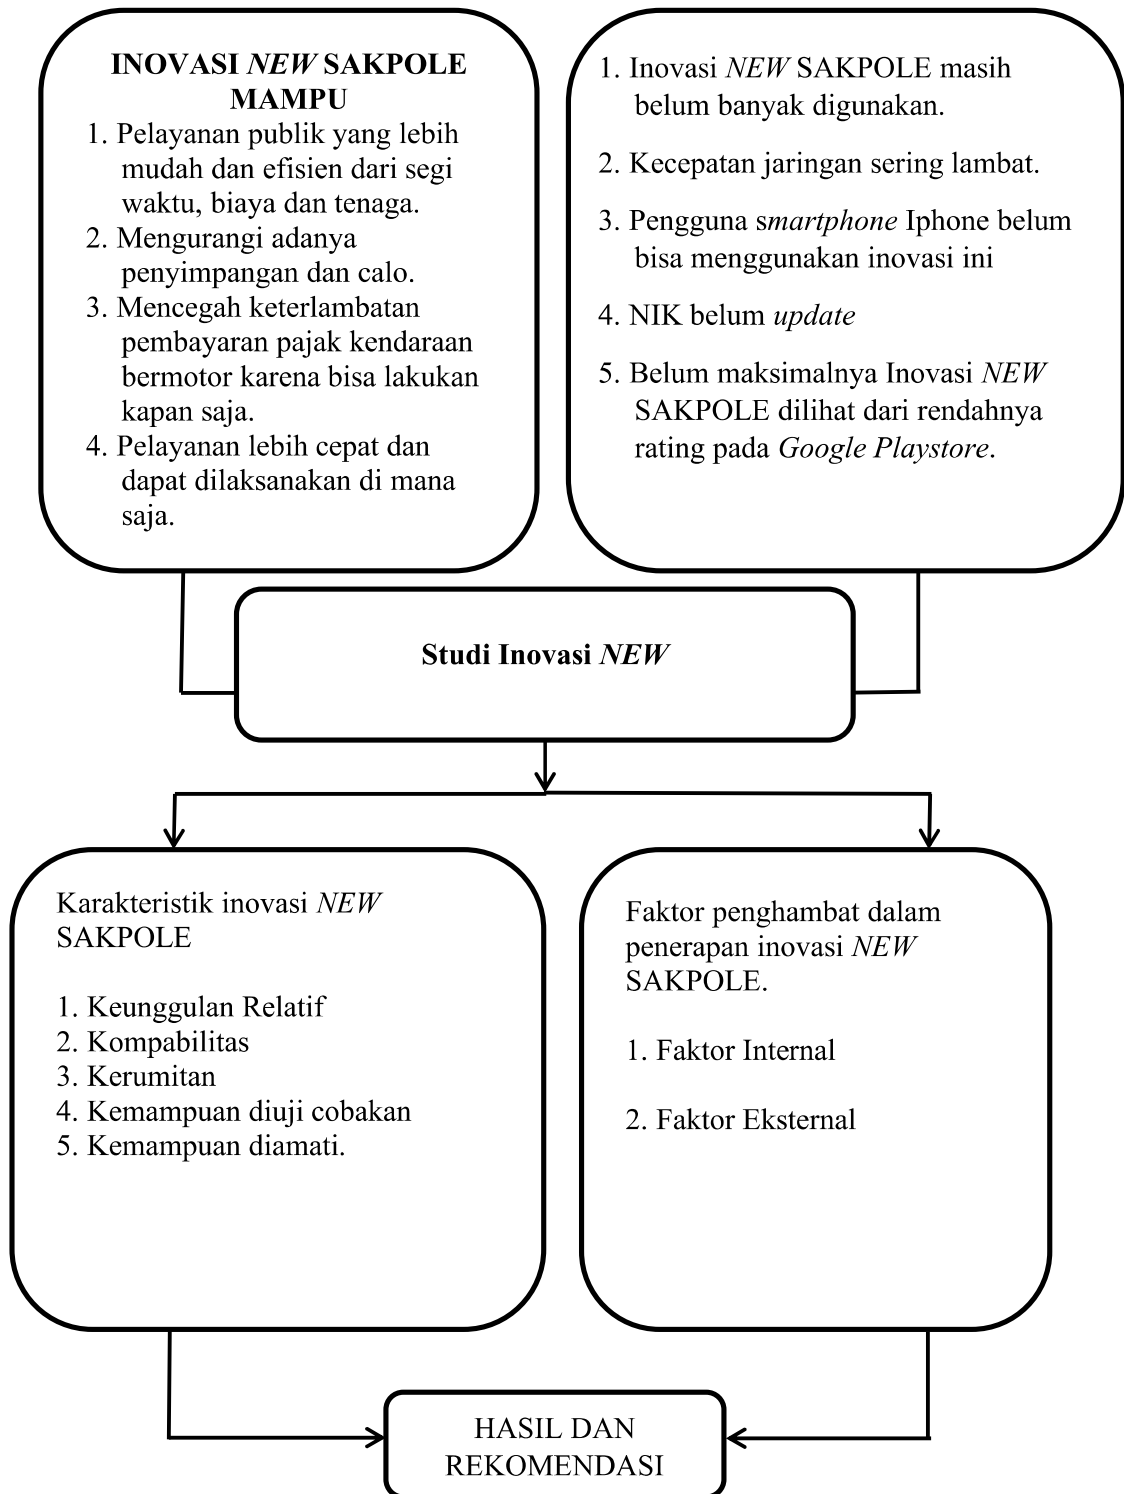 INOVASI NEW SAKPOLE
MAMPU
1. Pelayanan publik yang lebih
mudah dan efisien dari segi
waktu, biaya dan tenaga.
2. Mengurangi adanya
penyimpangan dan calo.
3. Mencegah keterlambatan
pembayaran pajak kendaraan
bermotor karena bisa lakukan
kapan saja.
4. Pelayanan lebih cepat dan
dapat dilaksanakan di mana
saja.
1. Inovasi NEW SAKPOLE masih
belum banyak digunakan.
2. Kecepatan jaringan sering lambat.
3. Pengguna smartphone Iphone belum
bisa menggunakan inovasi ini
4. NIK belum update
5. Belum maksimalnya Inovasi NEW
SAKPOLE dilihat dari rendahnya
rating pada Google Playstore.
Studi Inovasi NEW
Karakteristik inovasi NEW
SAKPOLE
1. Keunggulan Relatif
2. Kompabilitas
3. Kerumitan
4. Kemampuan diuji cobakan
5. Kemampuan diamati.
Faktor penghambat dalam
penerapan inovasi NEW
SAKPOLE.
1. Faktor Internal
2. Faktor Eksternal
HASIL DAN
REKOMENDASI